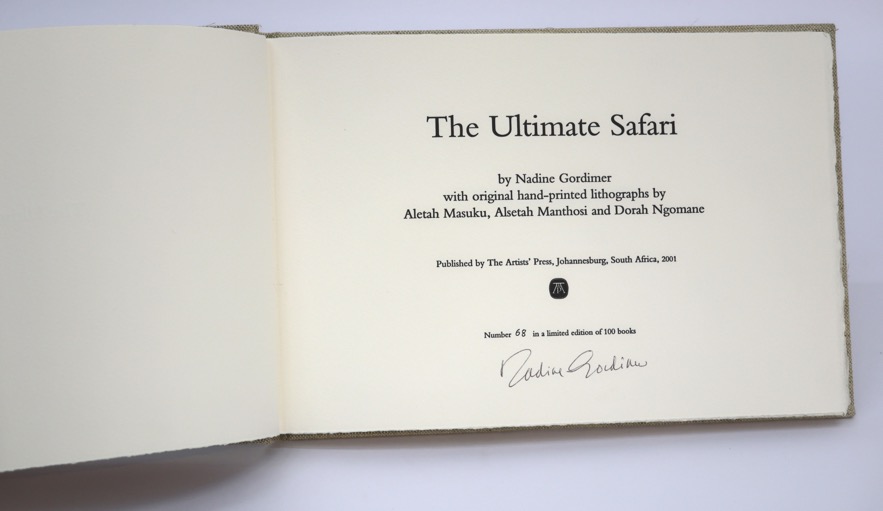 The Ultimate Safari
by Nadine Gordimer
with original hand-printed lithographs by
Aletah Masuku, Alsetah Manthosi and Dorah Ngomane
Published by The Artists' Press, Johannesburg, South Africa, 2001
Number 68 in a limited edition of 100 books
Nadine Gordimer